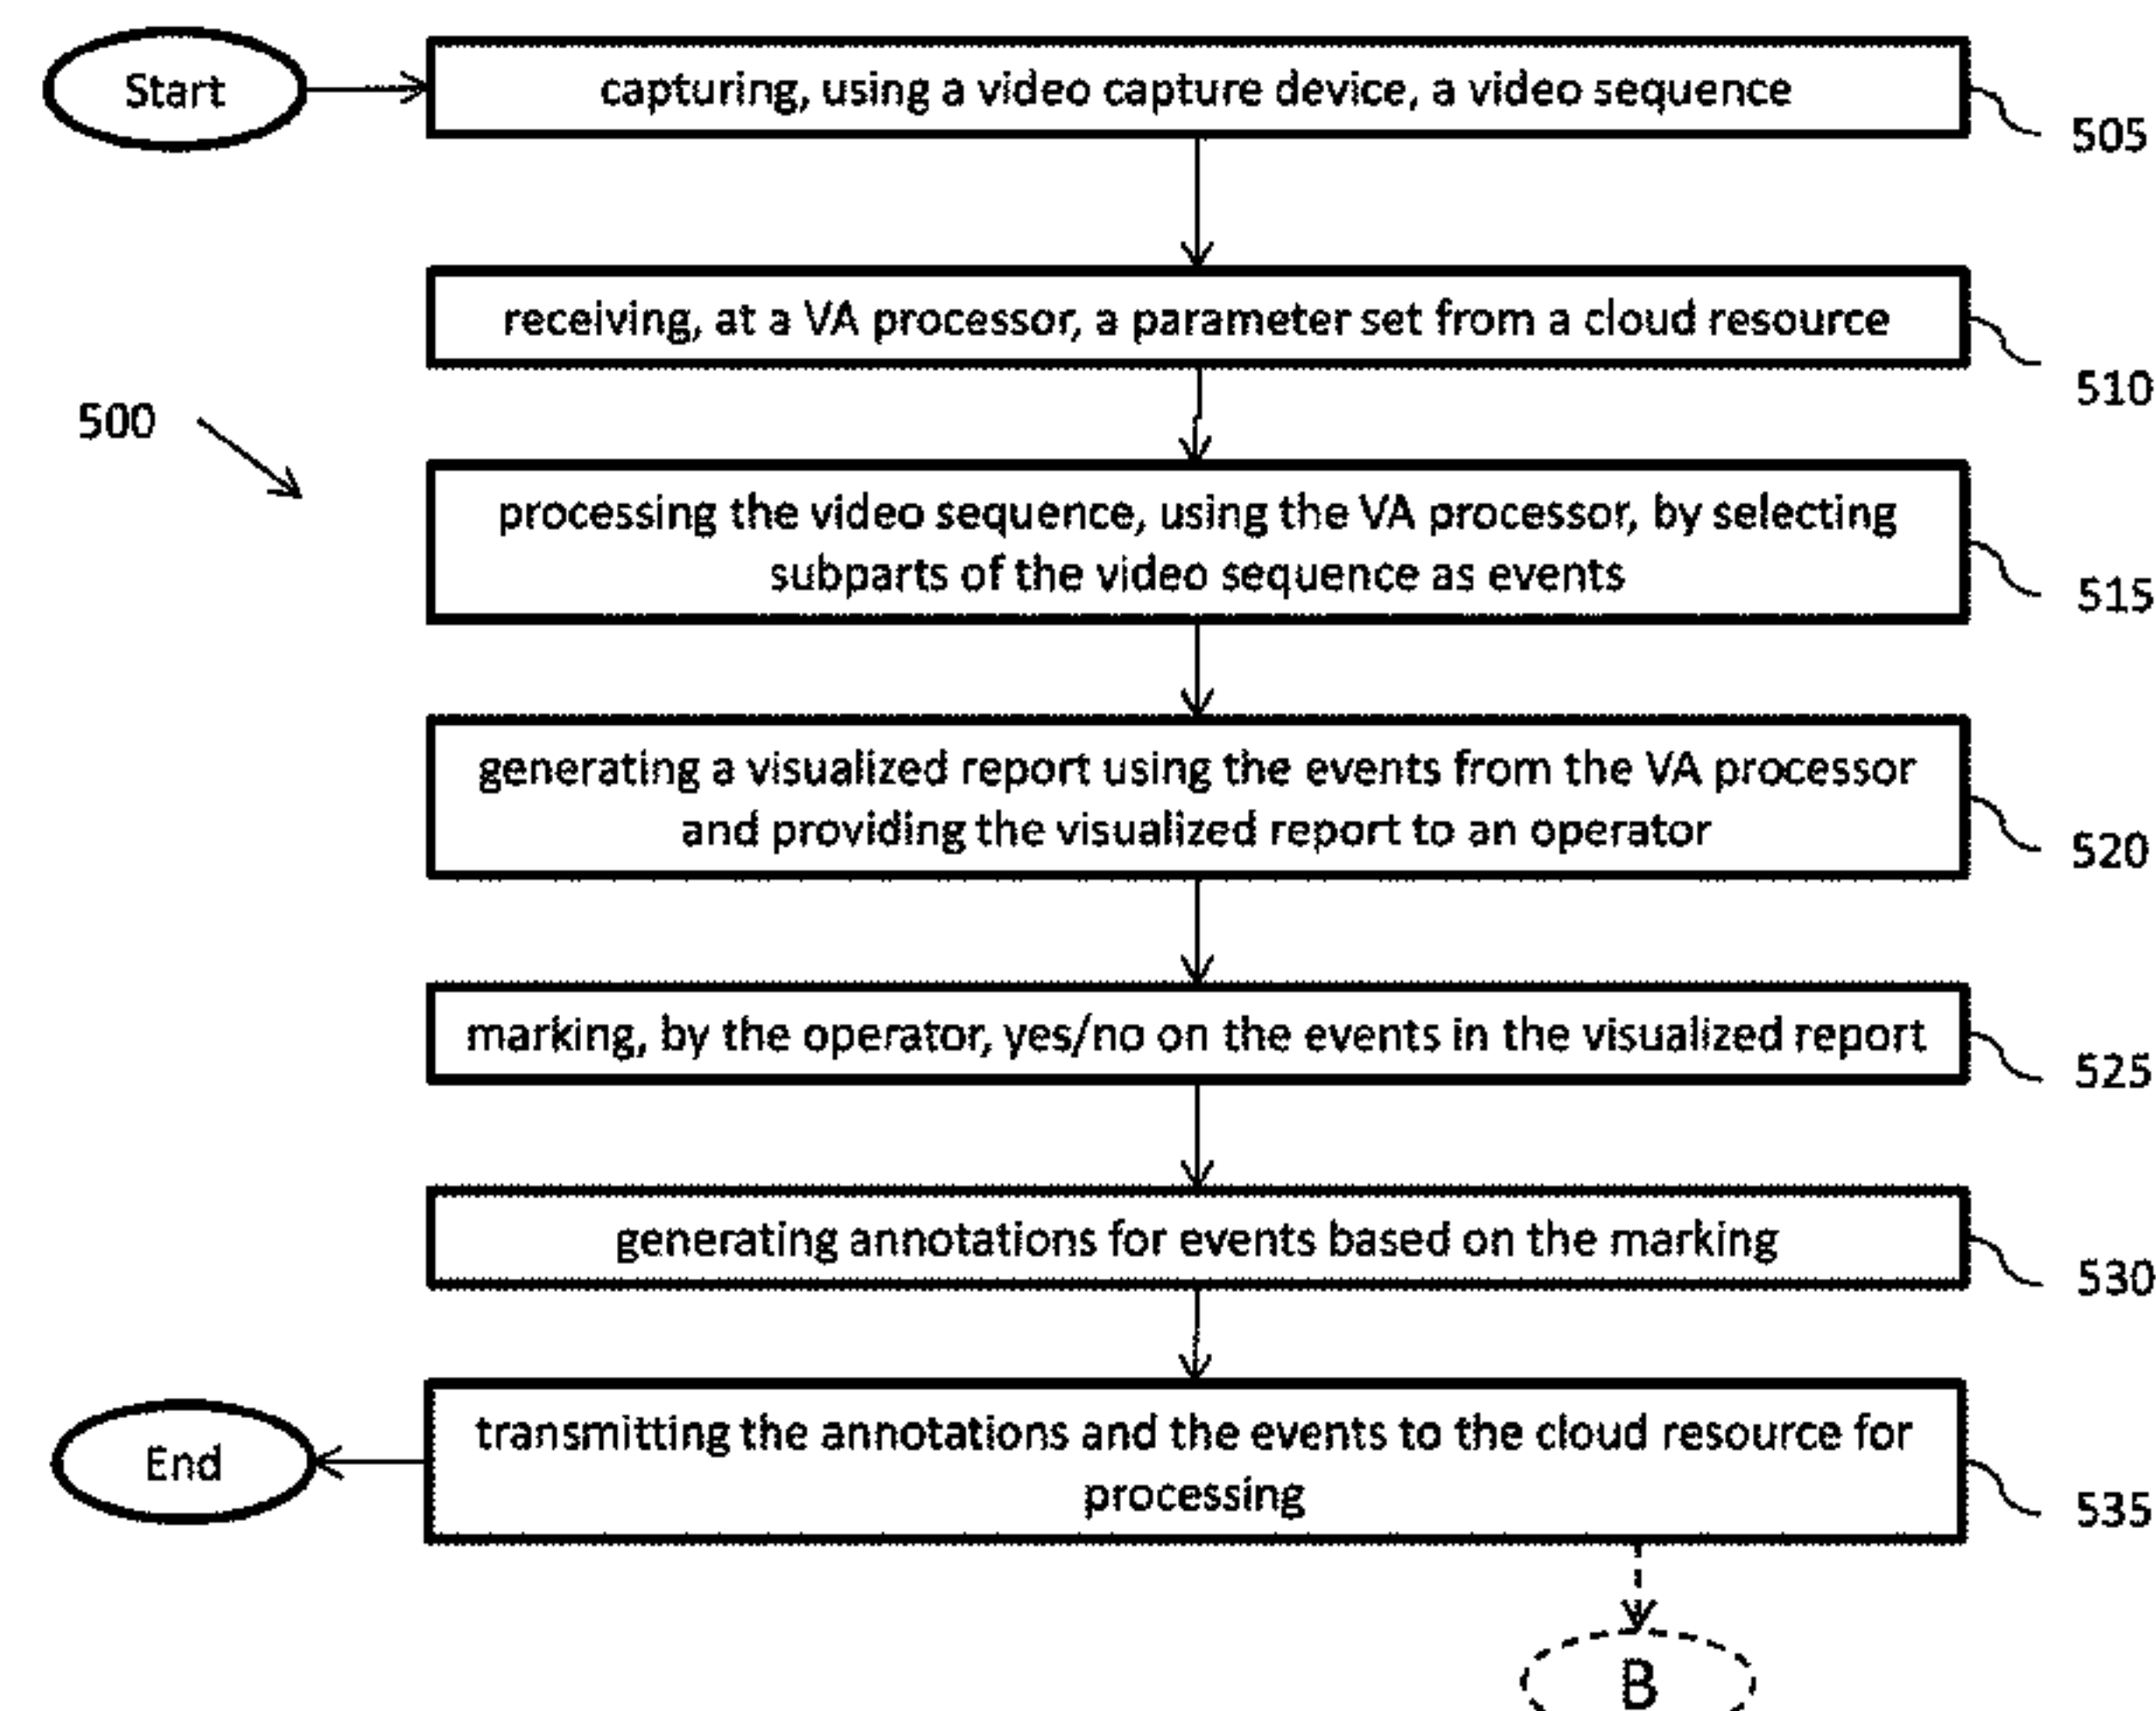 Start
capturing, using a video capture device, a video sequence
505
receiving, at a VA processor, a parameter set from a cloud resource
510
500
processing the video sequence, using the VA processor, by selecting
subparts of the video sequence as events
515
generating a visualized report using the events from the VA processor
and providing the visualized report to an operator
520
marking, by the operator, yes/no on the events in the visualized report
525
generating annotations for events based on the marking
530
transmitting the annotations and the events to the cloud resource for
processing
End
535
B